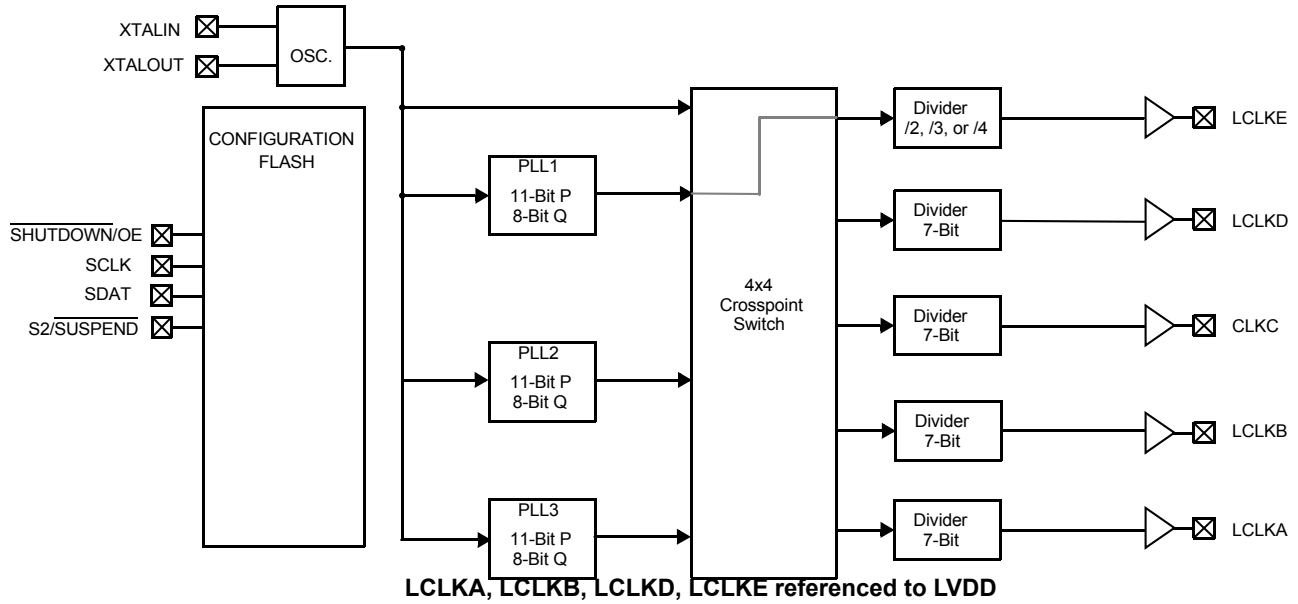 XTALIN
XTALOUT
OSC.
CONFIGURATION
FLASH
SHUTDOWN/OE
SCLK
SDAT
S2/SUSPEND
PLL1
11-Bit P
8-Bit Q
PLL2
11-Bit P
8-Bit Q
PLL3
11-Bit P
8-Bit Q
4x4
Crosspoint
Switch
Divider
/2, /3, or /4
LCLKE
Divider
7-Bit
LCLKD
Divider
7-Bit
CLKC
Divider
7-Bit
LCLKB
Divider
7-Bit
LCLKA
LCLKA, LCLKB, LCLKD, LCLKE referenced to LVDD